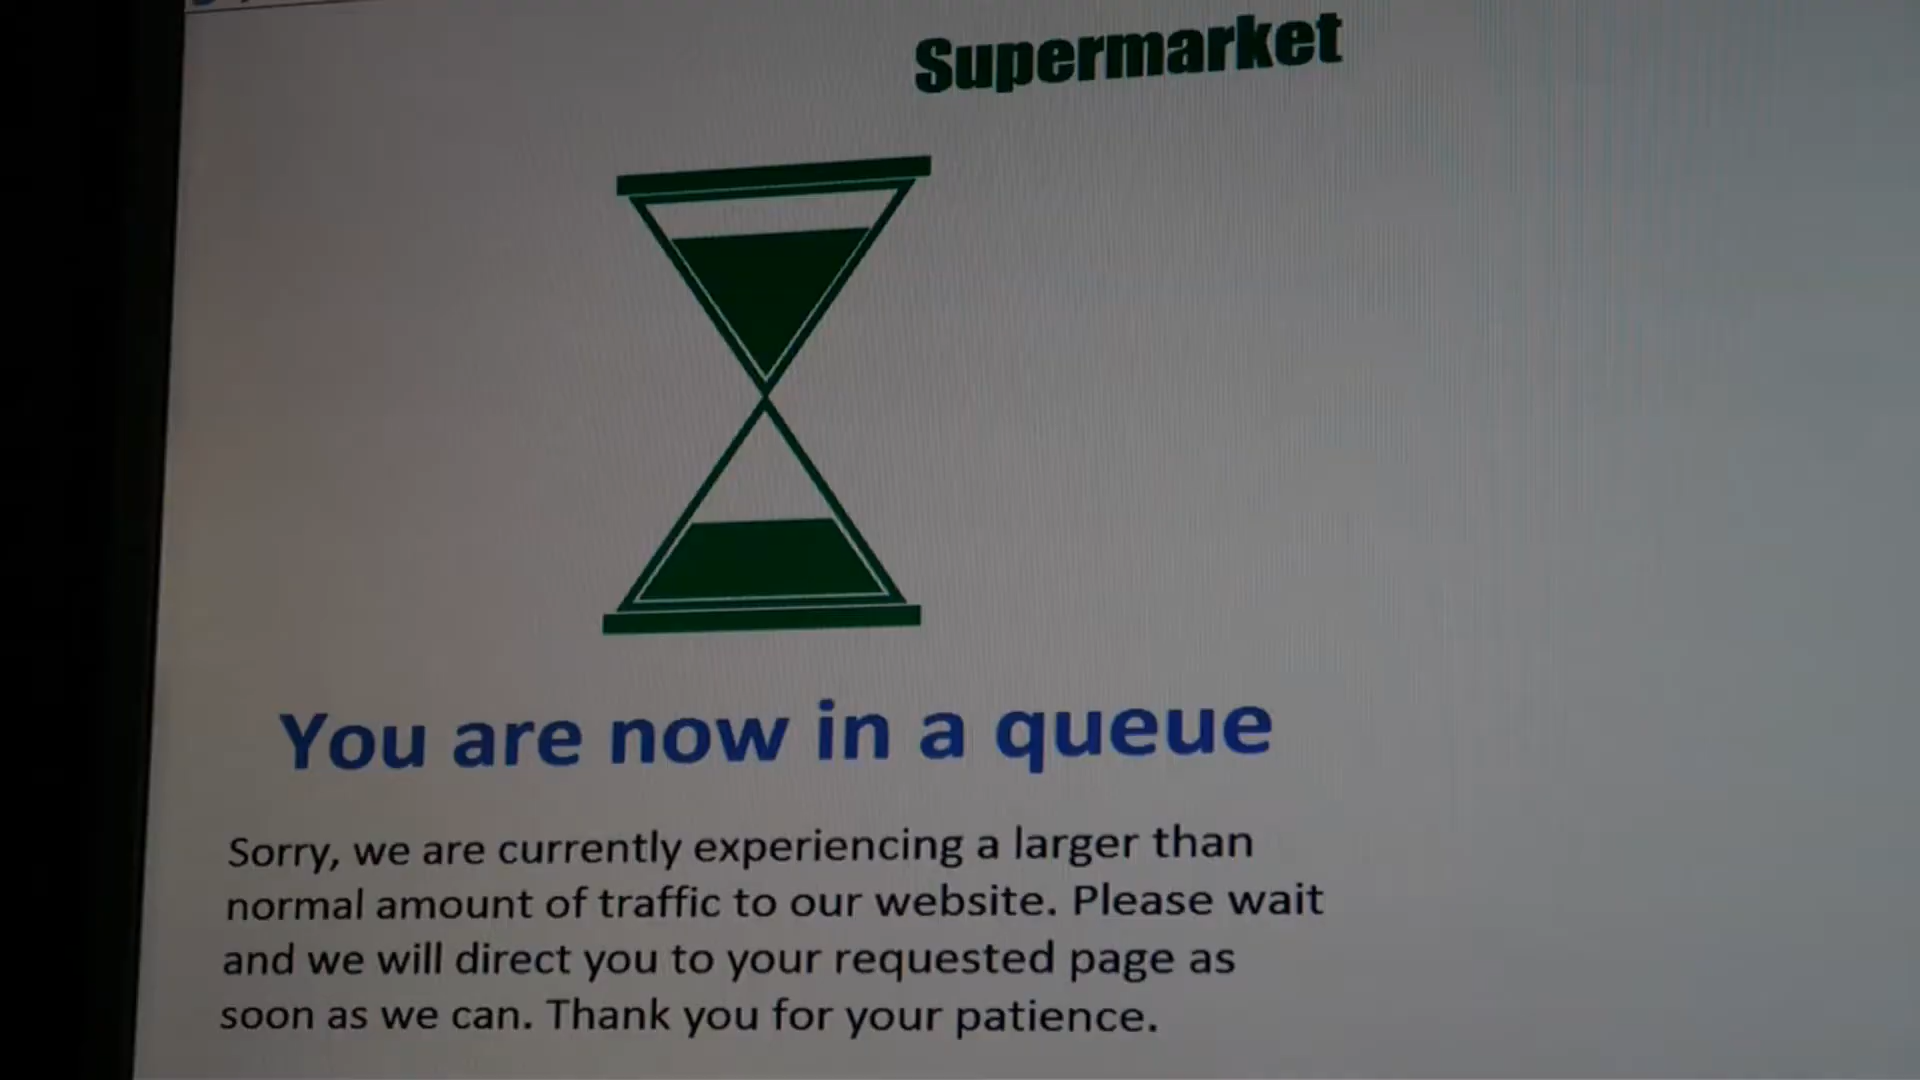 Supermarket
You are now in a queue
Sorry, we are currently experiencing a larger than
normal amount of traffic to our website. Please wait
and we will direct you to your requested page as
soon as we can. Thank you for your patience.